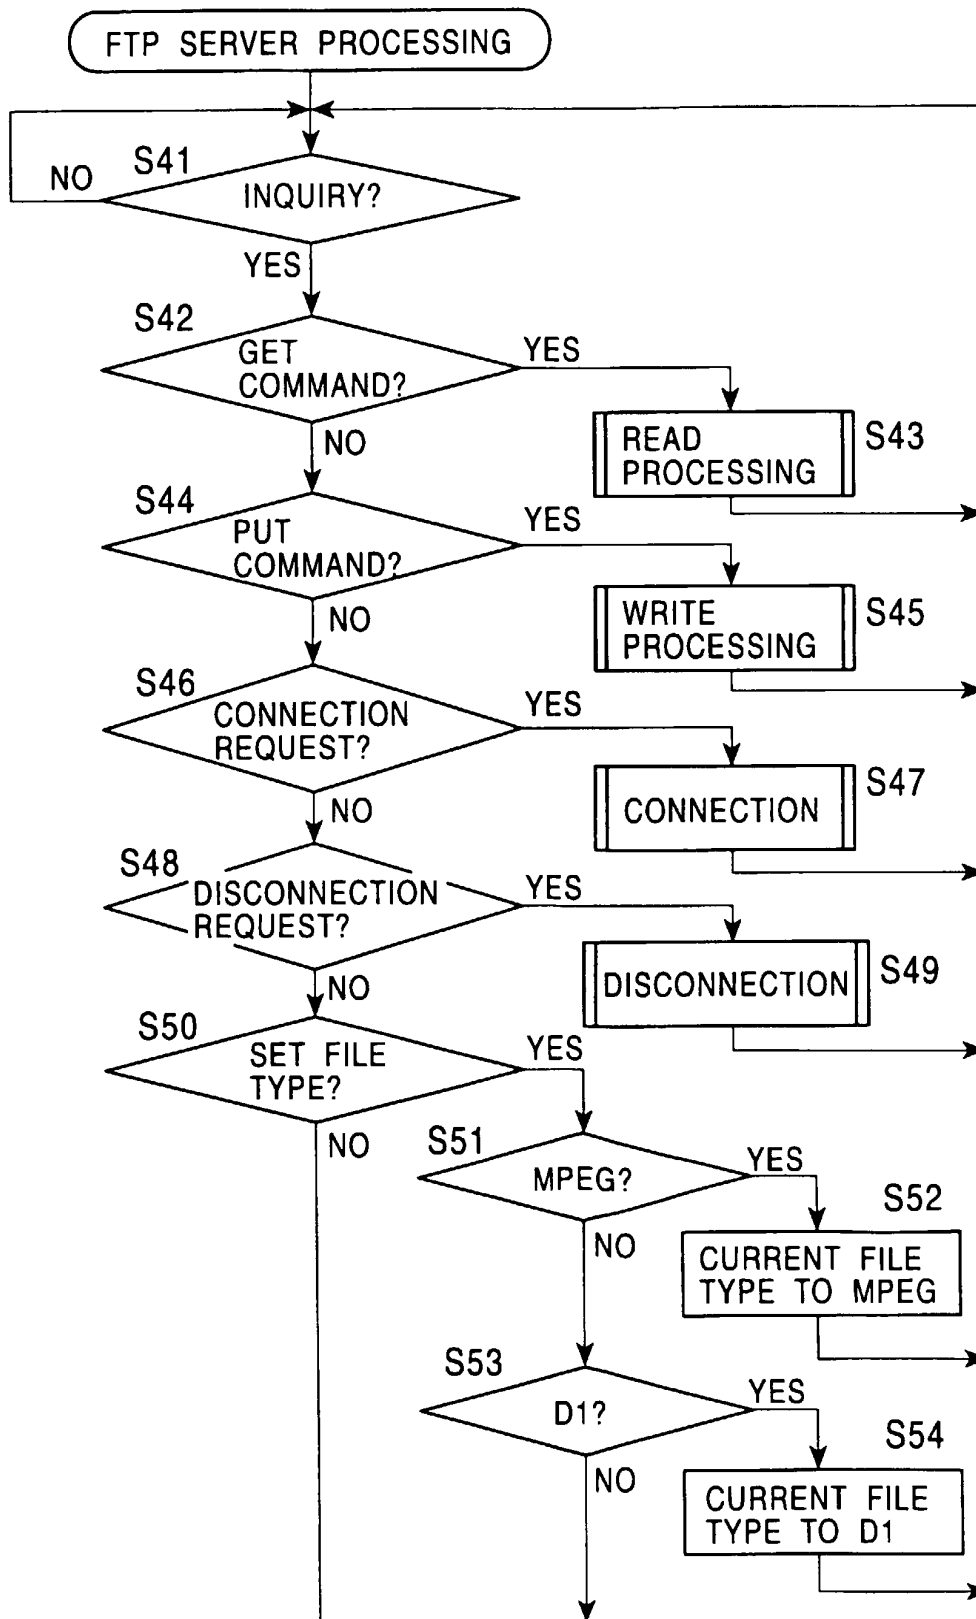 FTP SERVER PROCESSING
S41
NO
INQUIRY?
YES
S42
GET
COMMAND?
YES
NO
READ
PROCESSING
S43
S44
PUT
COMMAND?
YES
NO
WRITE
PROCESSING
S45
S46
CONNECTION
REQUEST?
YES
NO
CONNECTION
S47
S48
DISCONNECTION
REQUEST?
YES
NO
DISCONNECTION
S49
S50
SET FILE
TYPE?
YES
NO
S51
MPEG?
YES
NO
S52
CURRENT FILE
TYPE TO MPEG
S53
D1?
YES
NO
S54
CURRENT FILE
TYPE TO D1